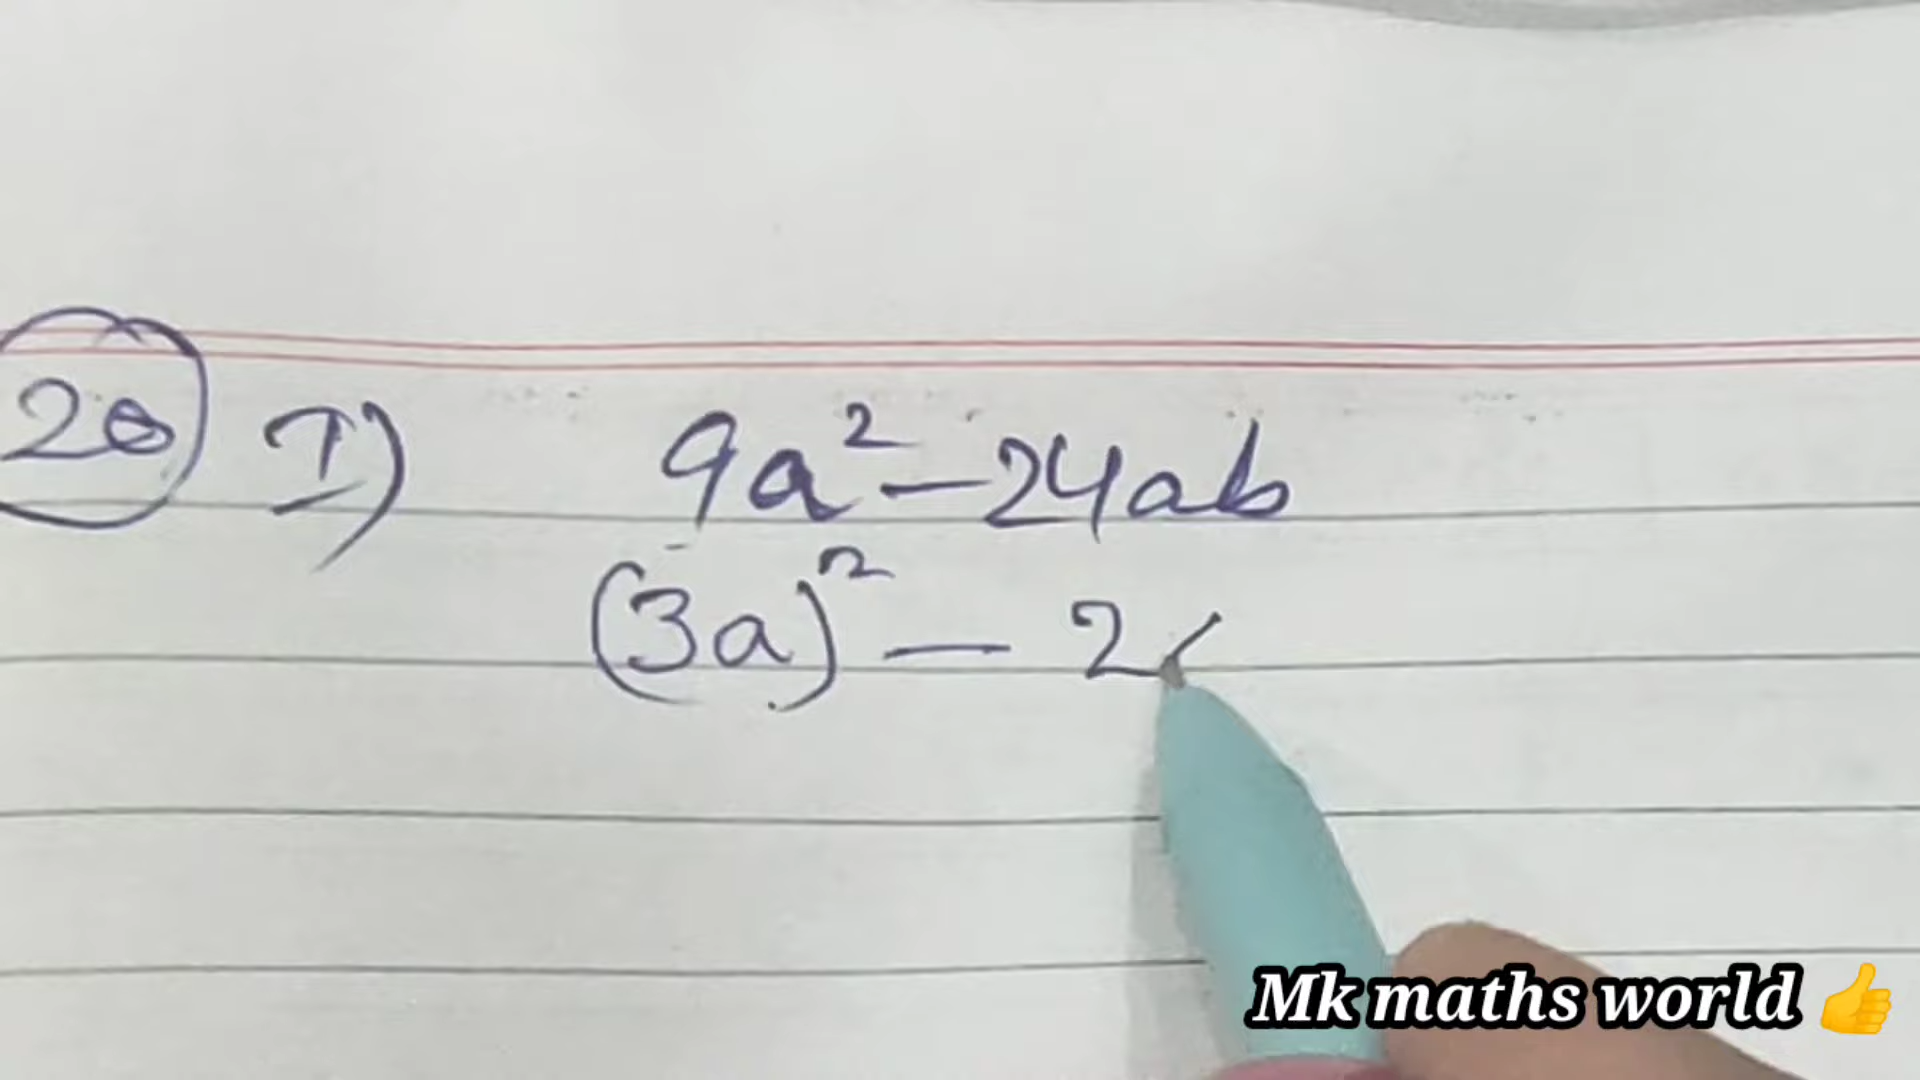 20 I) 9a² - 24ab
(3a)² - 2
Mk maths world 👍